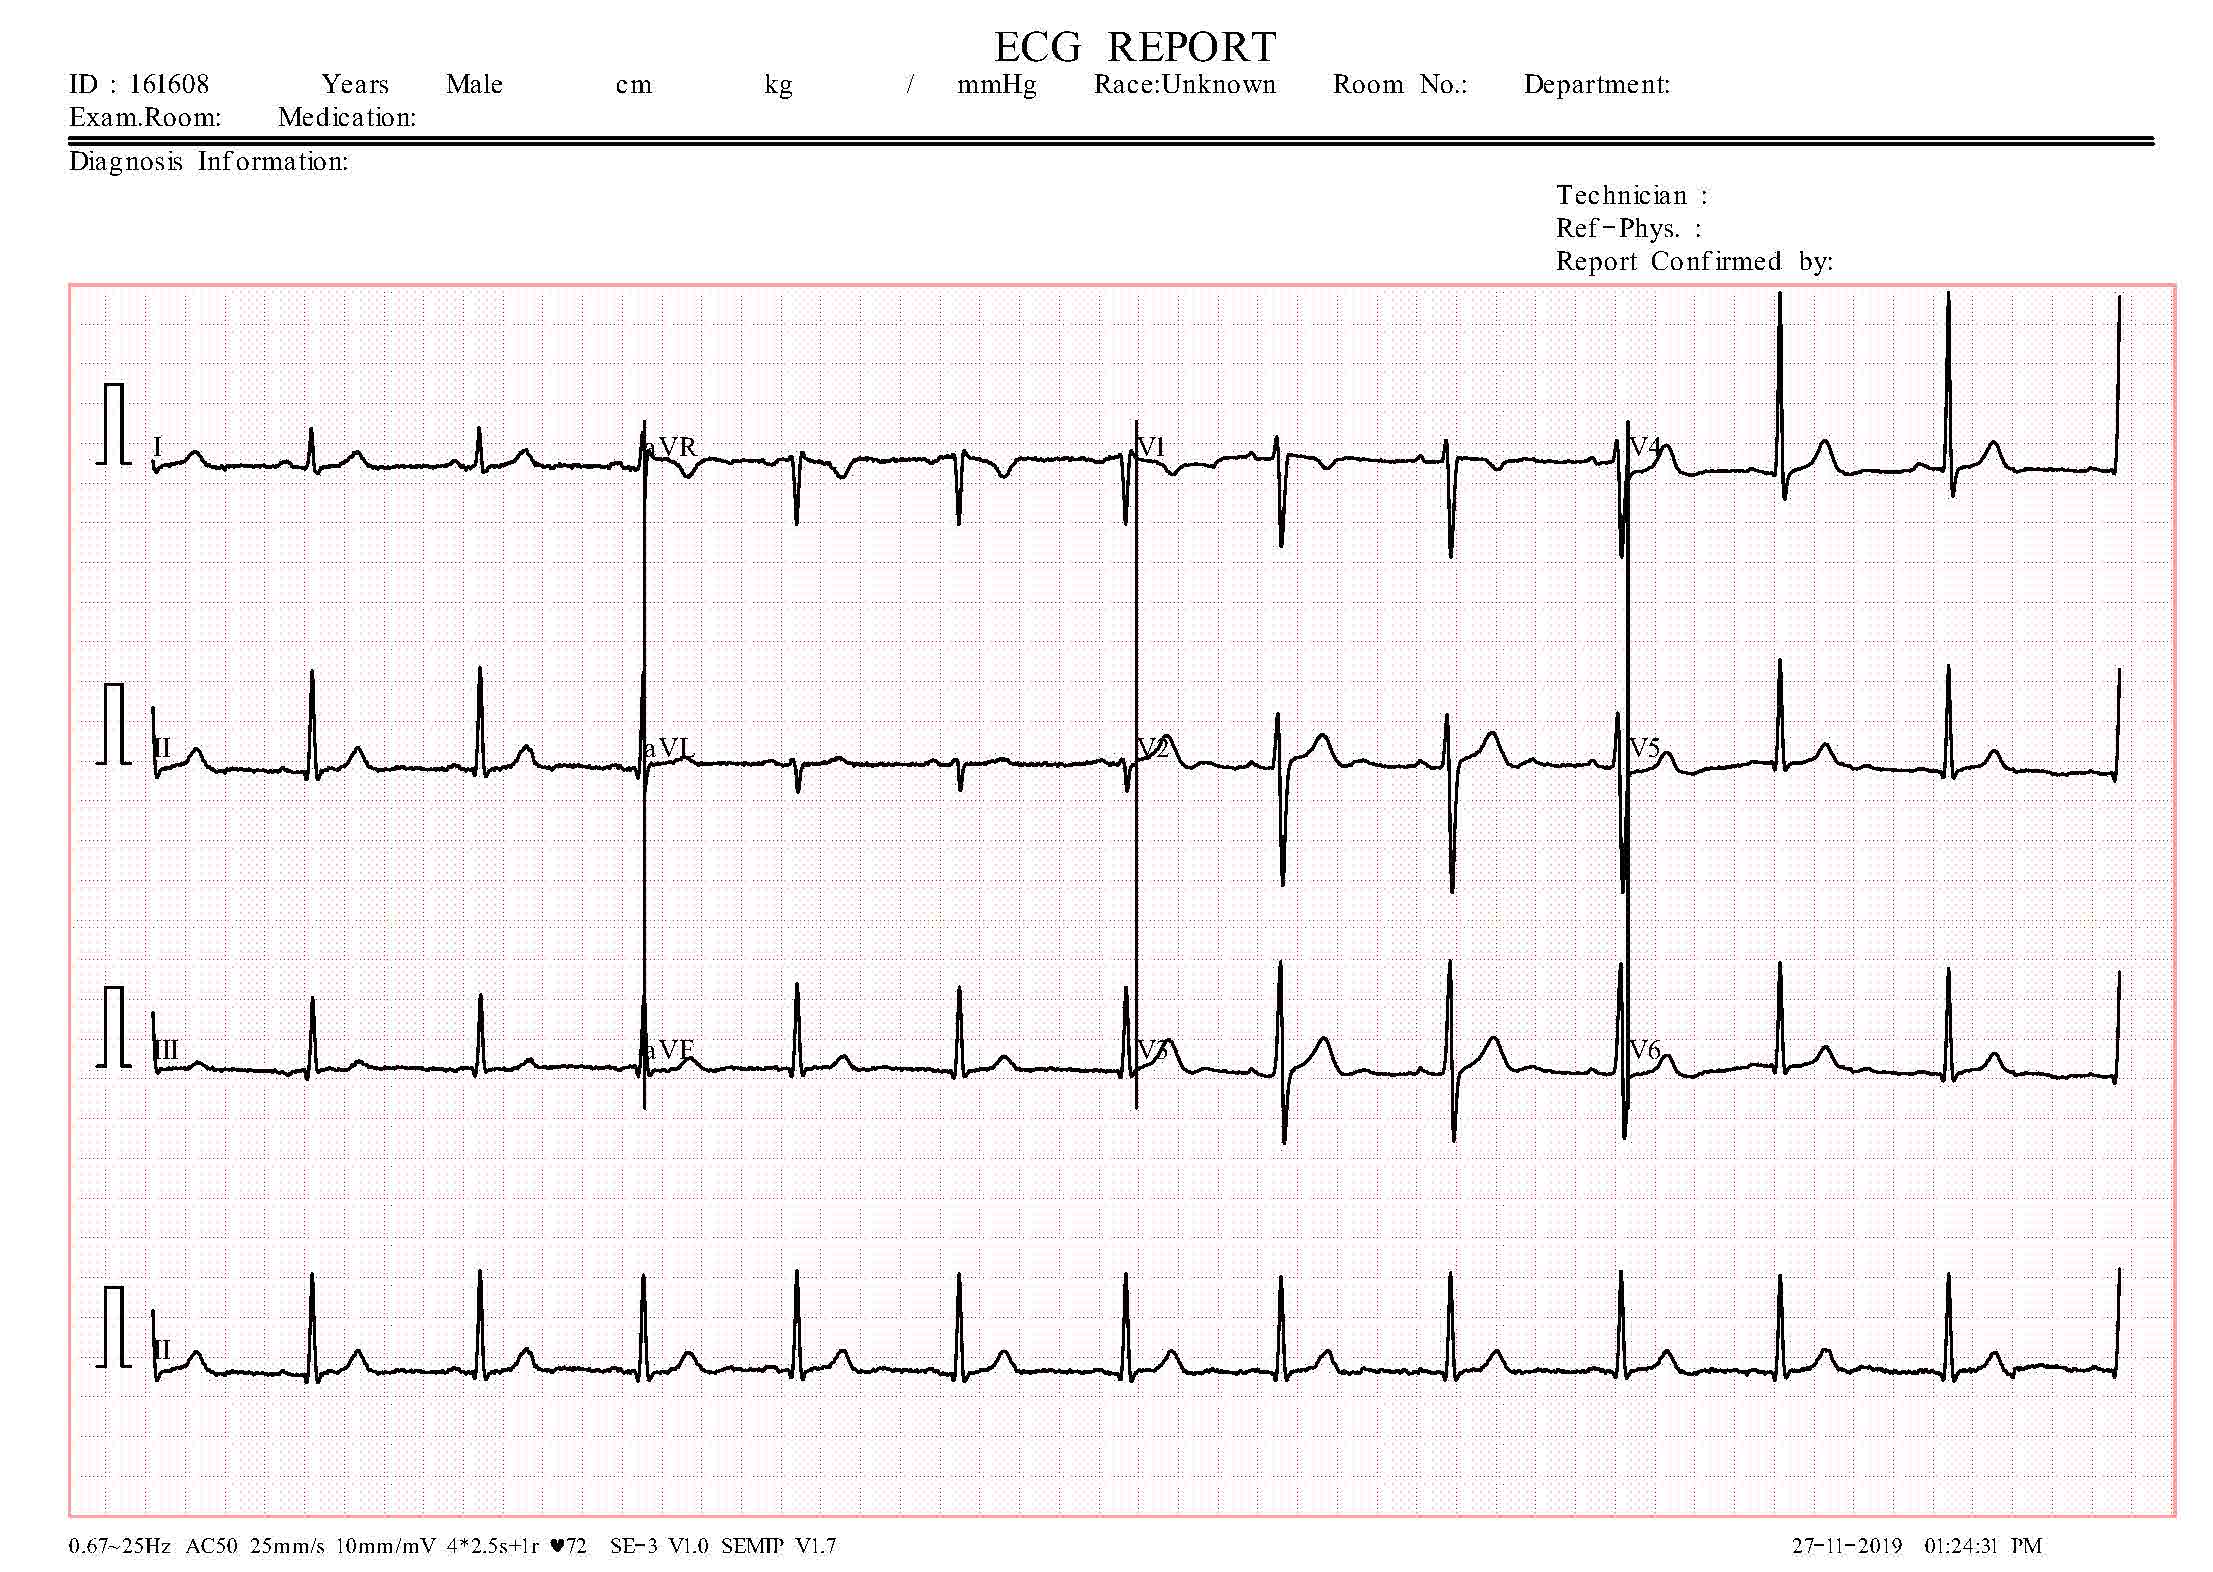 ECG REPORT
ID : 161608 Years Male cm kg / mmHg Race:Unknown Room No.: Department:
Exam.Room: Medication:
Diagnosis Information:
Technician :
Ref-Phys. :
Report Confirmed by:
I aVR V1 V4
II aVL V2 V5
III aVF V3 V6
II
0.67~25Hz AC50 25mm/s 10mm/mV 4*2.5s+1r ♥72 SE-3 V1.0 SEMIP V1.7 27-11-2019 01:24:31 PM